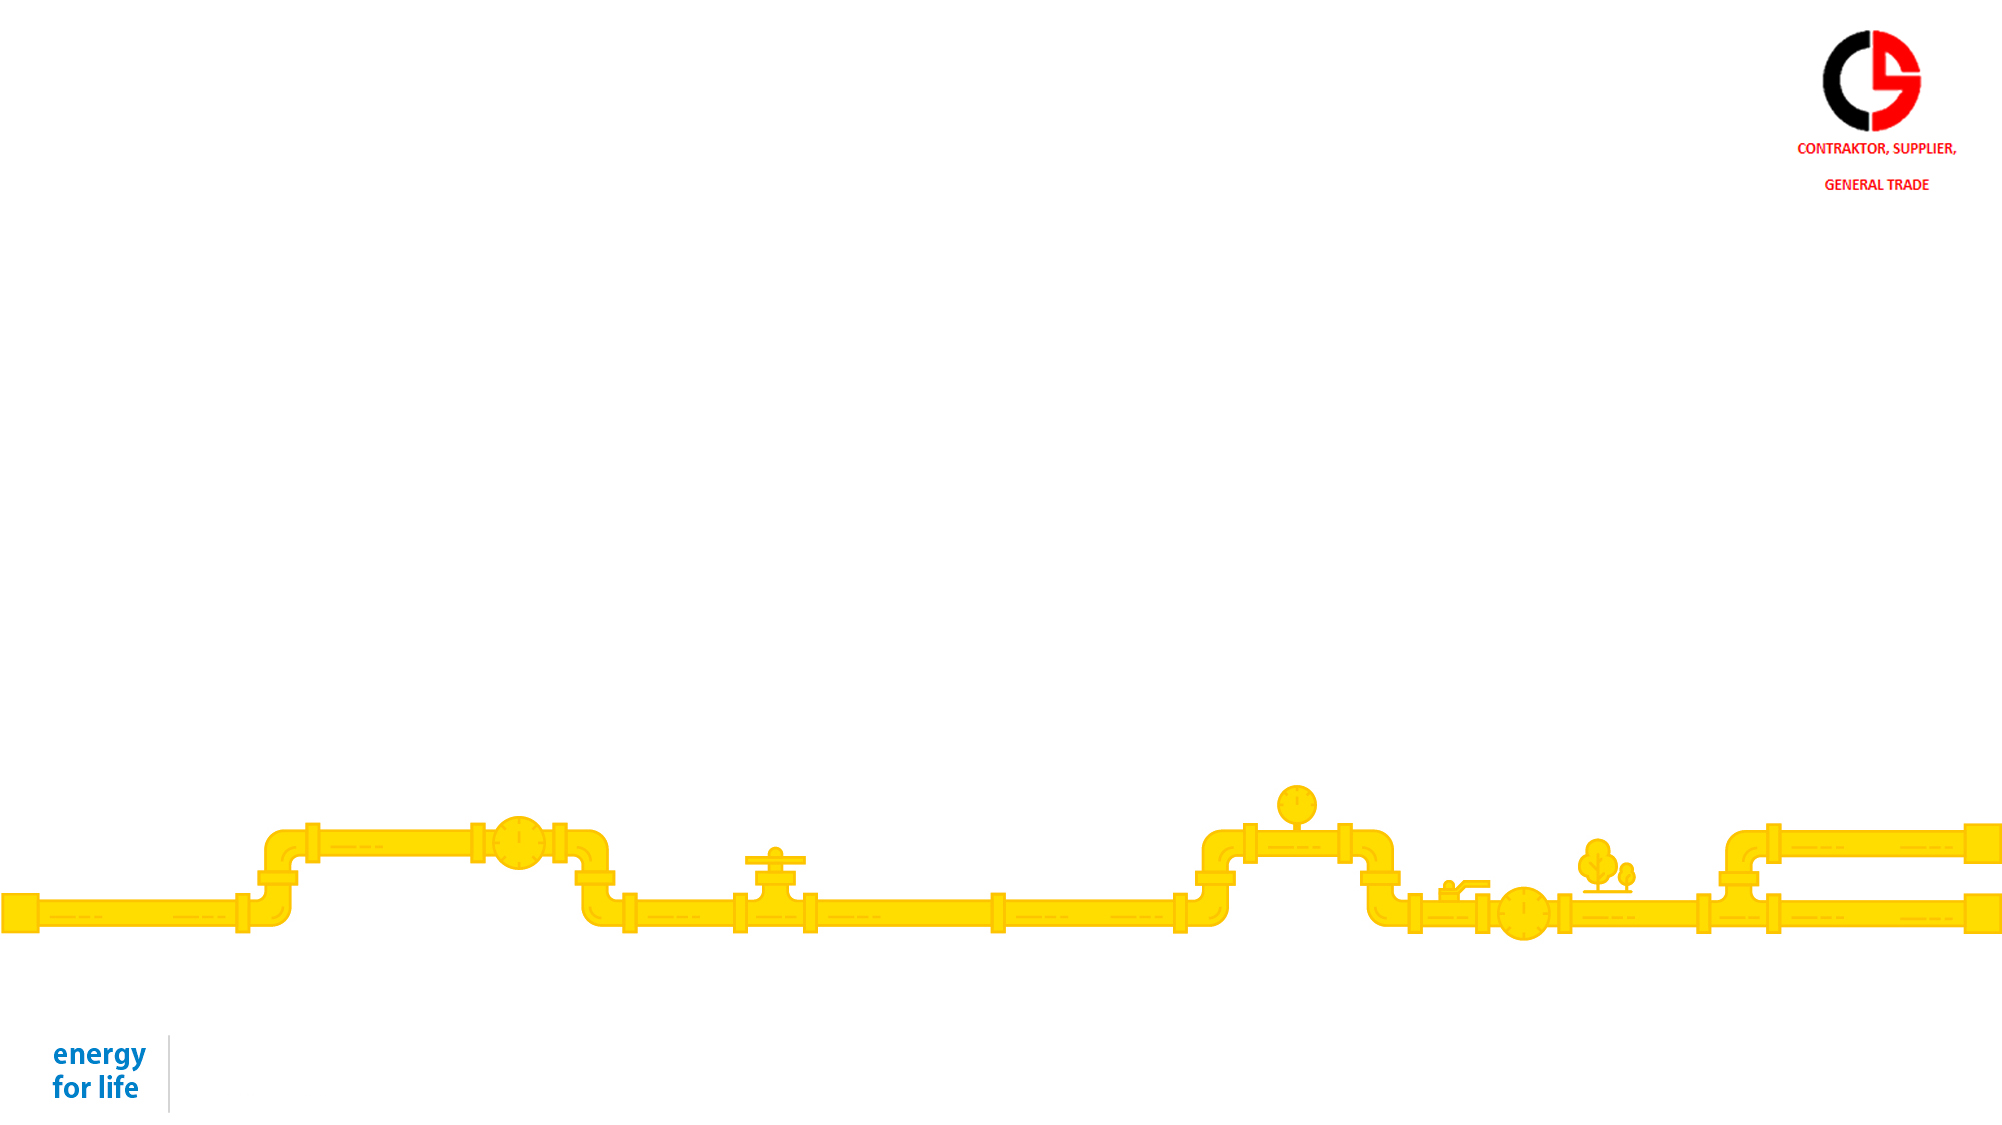 CONTRAKTOR, SUPPLIER,
GENERAL TRADE
energy
for life